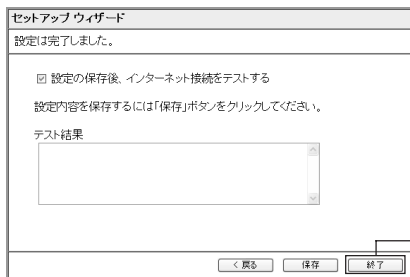 セットアップ ウィザード
設定は完了しました。
設定の保存後、インターネット接続をテストする
設定内容を保存するには「保存」ボタンをクリックしてください。
テスト結果
< 戻る 保存 終了